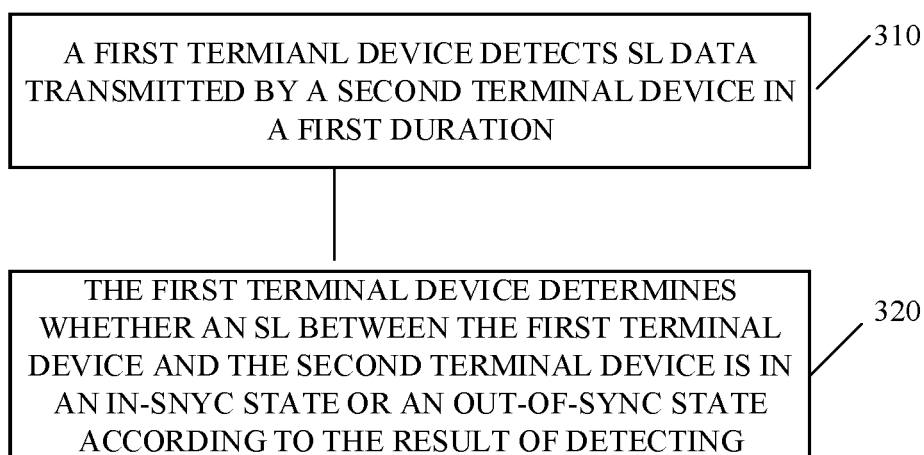 310
A FIRST TERMIANL DEVICE DETECTS SL DATA
TRANSMITTED BY A SECOND TERMINAL DEVICE IN
A FIRST DURATION
320
THE FIRST TERMINAL DEVICE DETERMINES
WHETHER AN SL BETWEEN THE FIRST TERMINAL
DEVICE AND THE SECOND TERMINAL DEVICE IS IN
AN IN-SNYC STATE OR AN OUT-OF-SYNC STATE
ACCORDING TO THE RESULT OF DETECTING